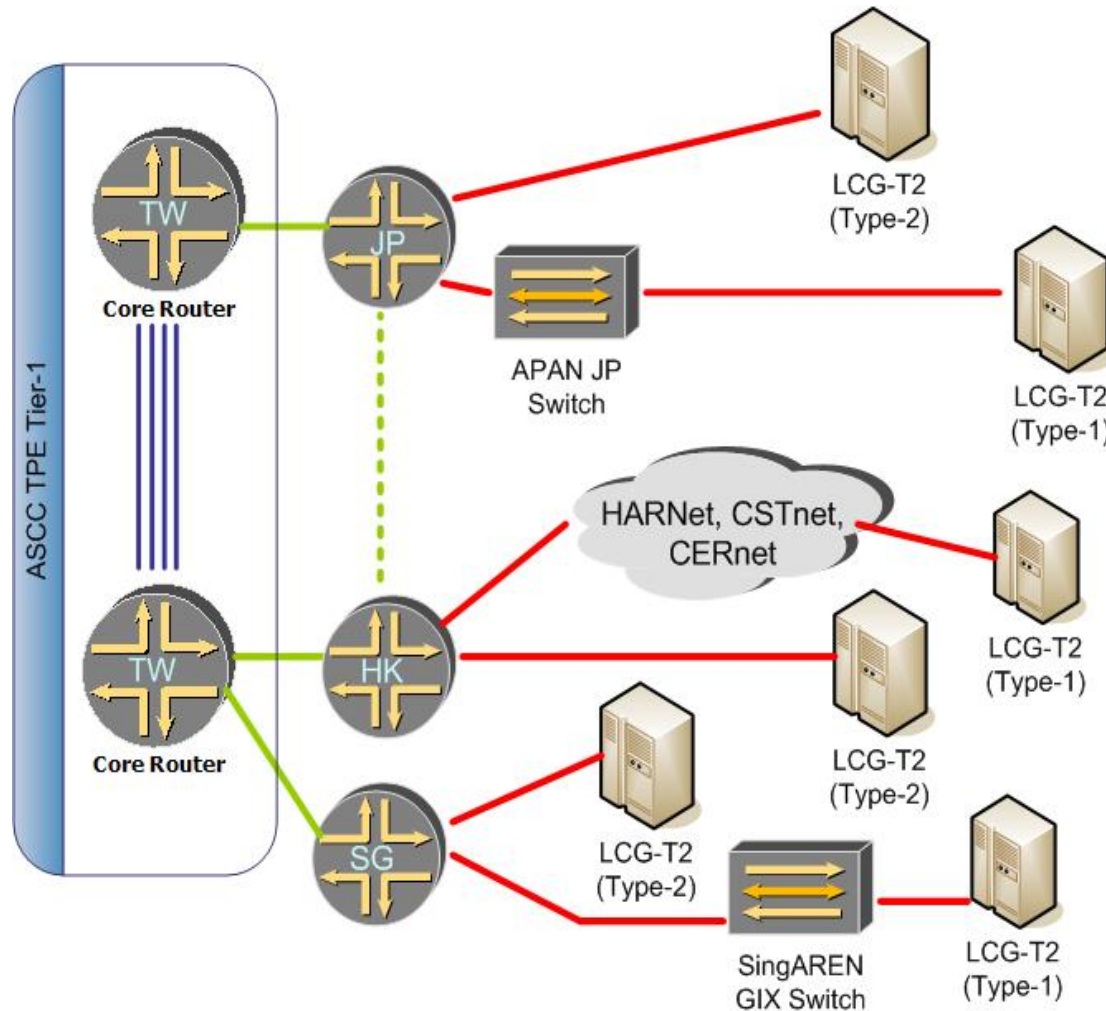 ASCC TPE Tier-1
TW
Core Router
JP
LCG-T2
(Type-2)
APAN JP
Switch
LCG-T2
(Type-1)
TW
Core Router
HK
HARNet, CSTnet,
CERnet
LCG-T2
(Type-1)
LCG-T2
(Type-2)
SG
LCG-T2
(Type-2)
SingAREN
GIX Switch
LCG-T2
(Type-1)